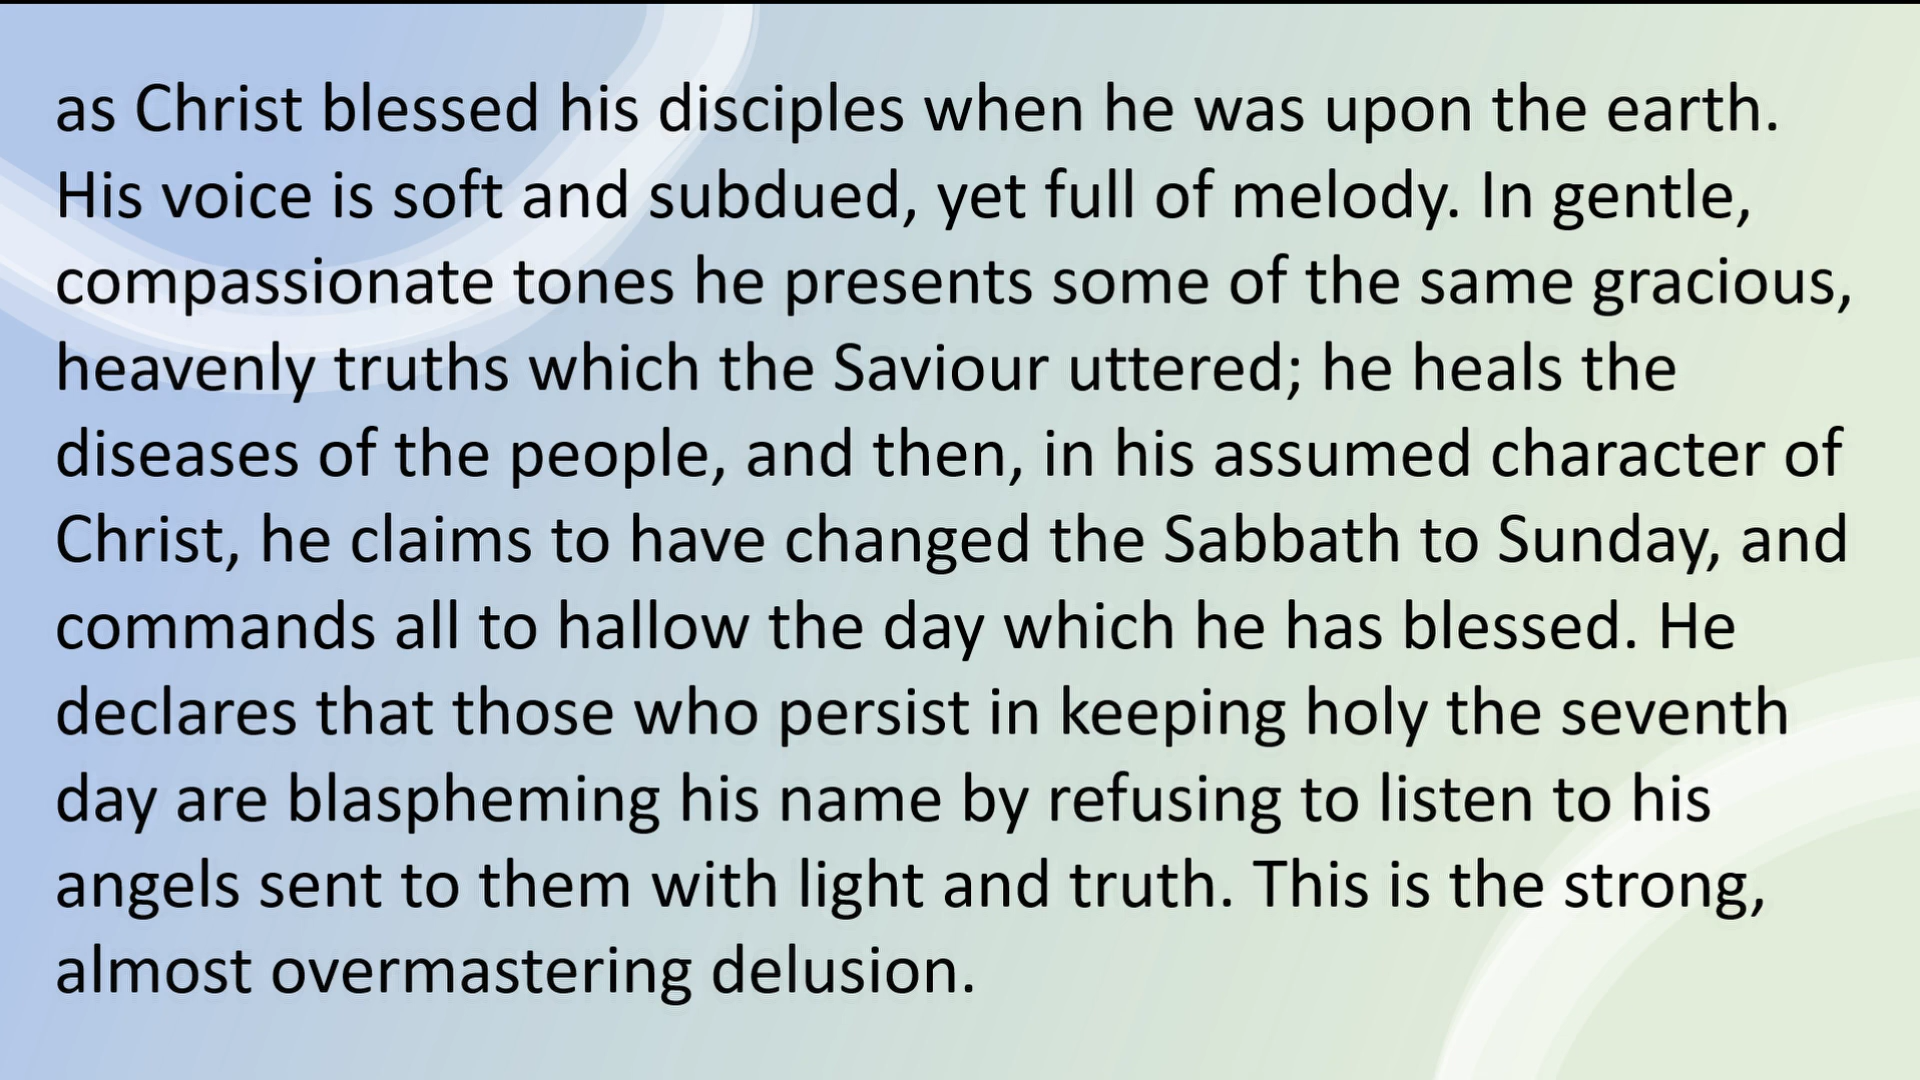 as Christ blessed his disciples when he was upon the earth.
His voice is soft and subdued, yet full of melody. In gentle,
compassionate tones he presents some of the same gracious,
heavenly truths which the Saviour uttered; he heals the
diseases of the people, and then, in his assumed character of
Christ, he claims to have changed the Sabbath to Sunday, and
commands all to hallow the day which he has blessed. He
declares that those who persist in keeping holy the seventh
day are blaspheming his name by refusing to listen to his
angels sent to them with light and truth. This is the strong,
almost overmastering delusion.